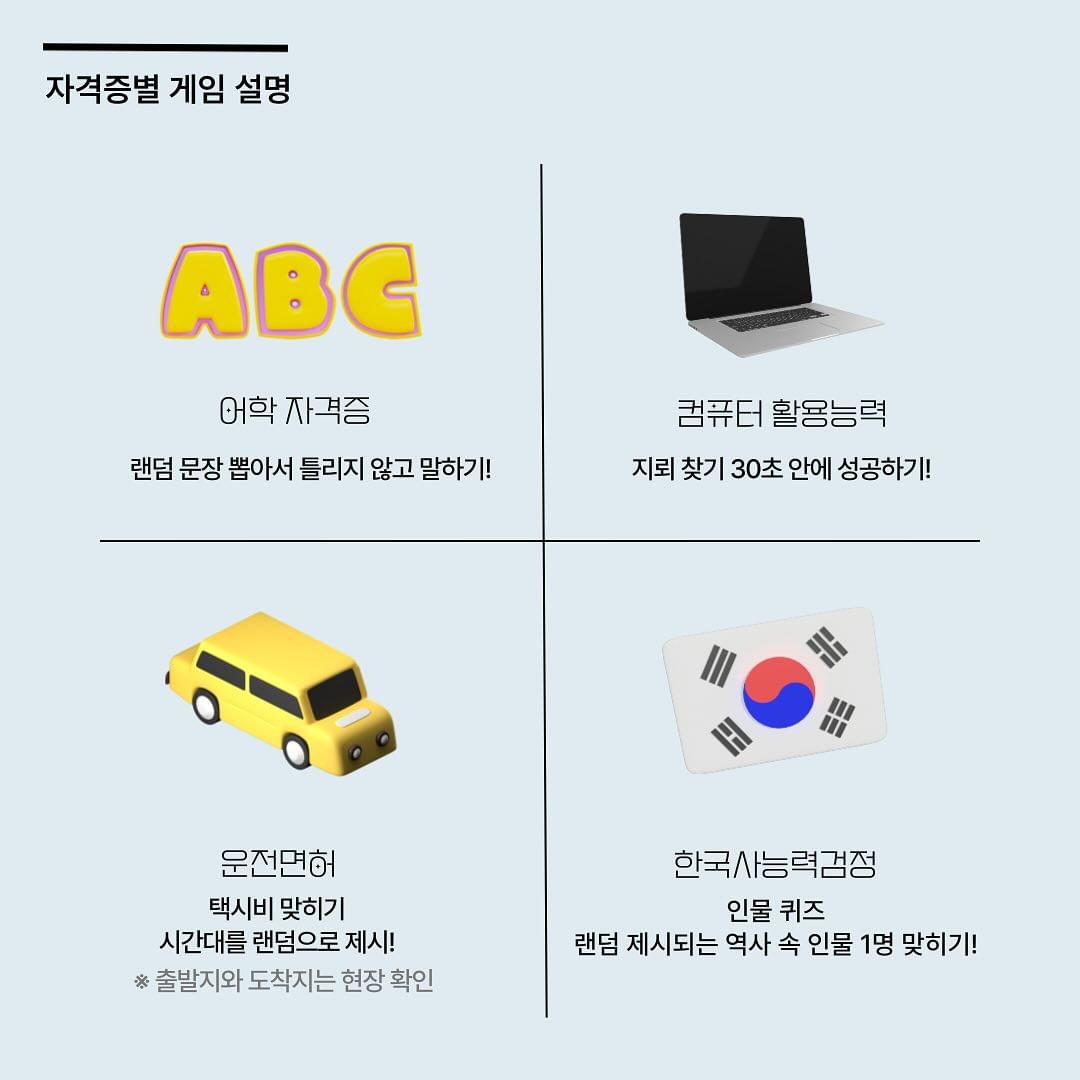 자격증별 게임 설명
ABC
어학 자격증
랜덤 문장 뽑아서 틀리지 않고 말하기!
컴퓨터 활용능력
지뢰 찾기 30초 안에 성공하기!
운전면허
택시비 맞히기
시간대를 랜덤으로 제시!
※ 출발지와 도착지는 현장 확인
한국사능력검정
인물 퀴즈
랜덤 제시되는 역사 속 인물 1명 맞히기!